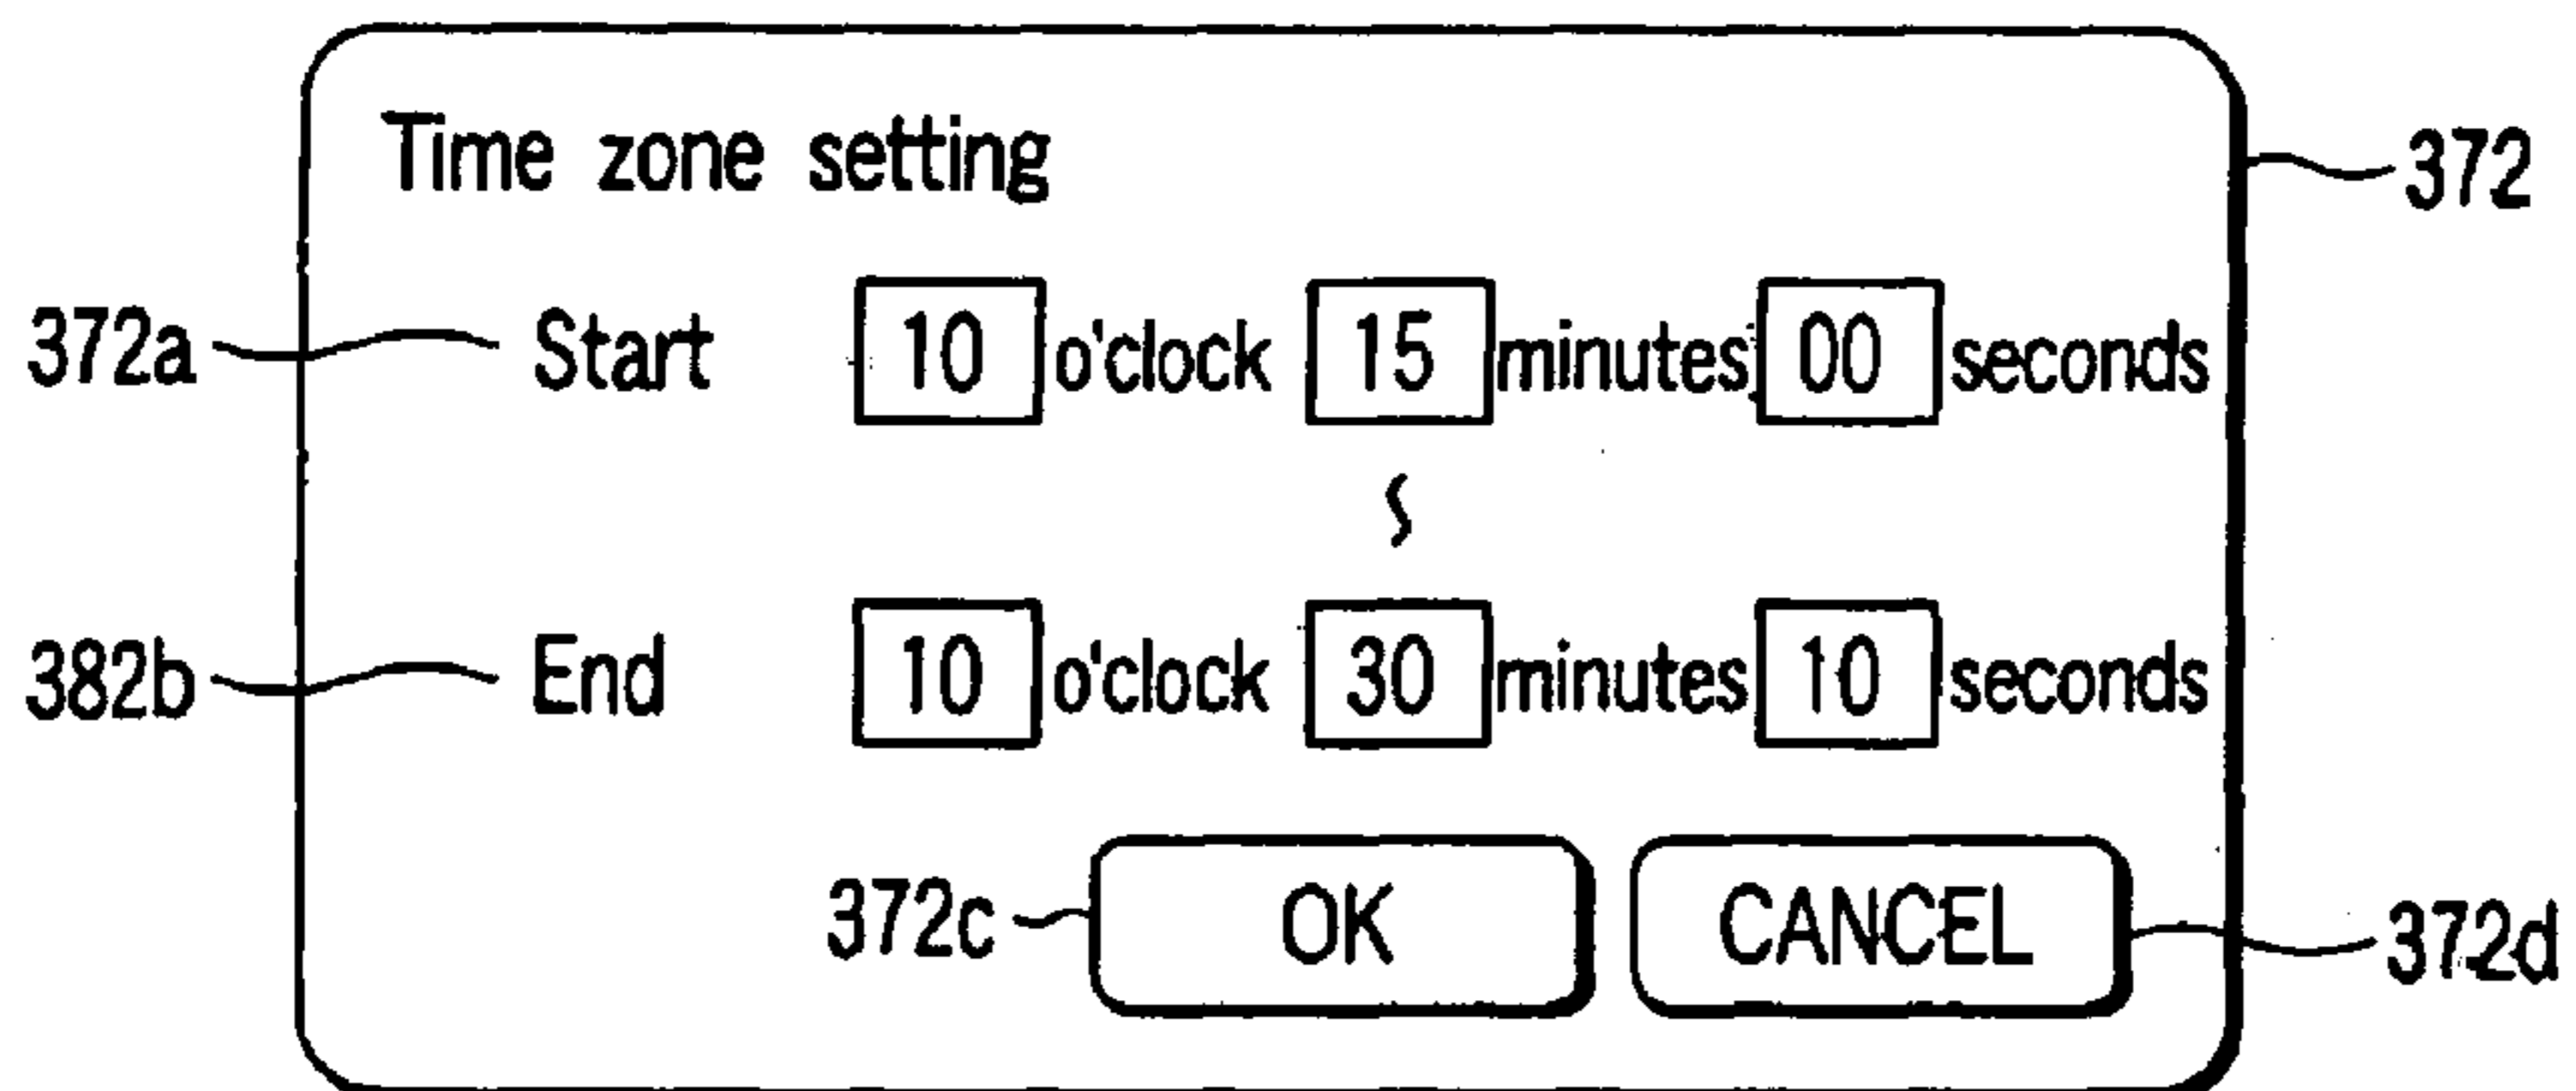 Time zone setting
372
372a Start 10 o'clock 15 minutes 00 seconds
382b End 10 o'clock 30 minutes 10 seconds
372c OK CANCEL 372d